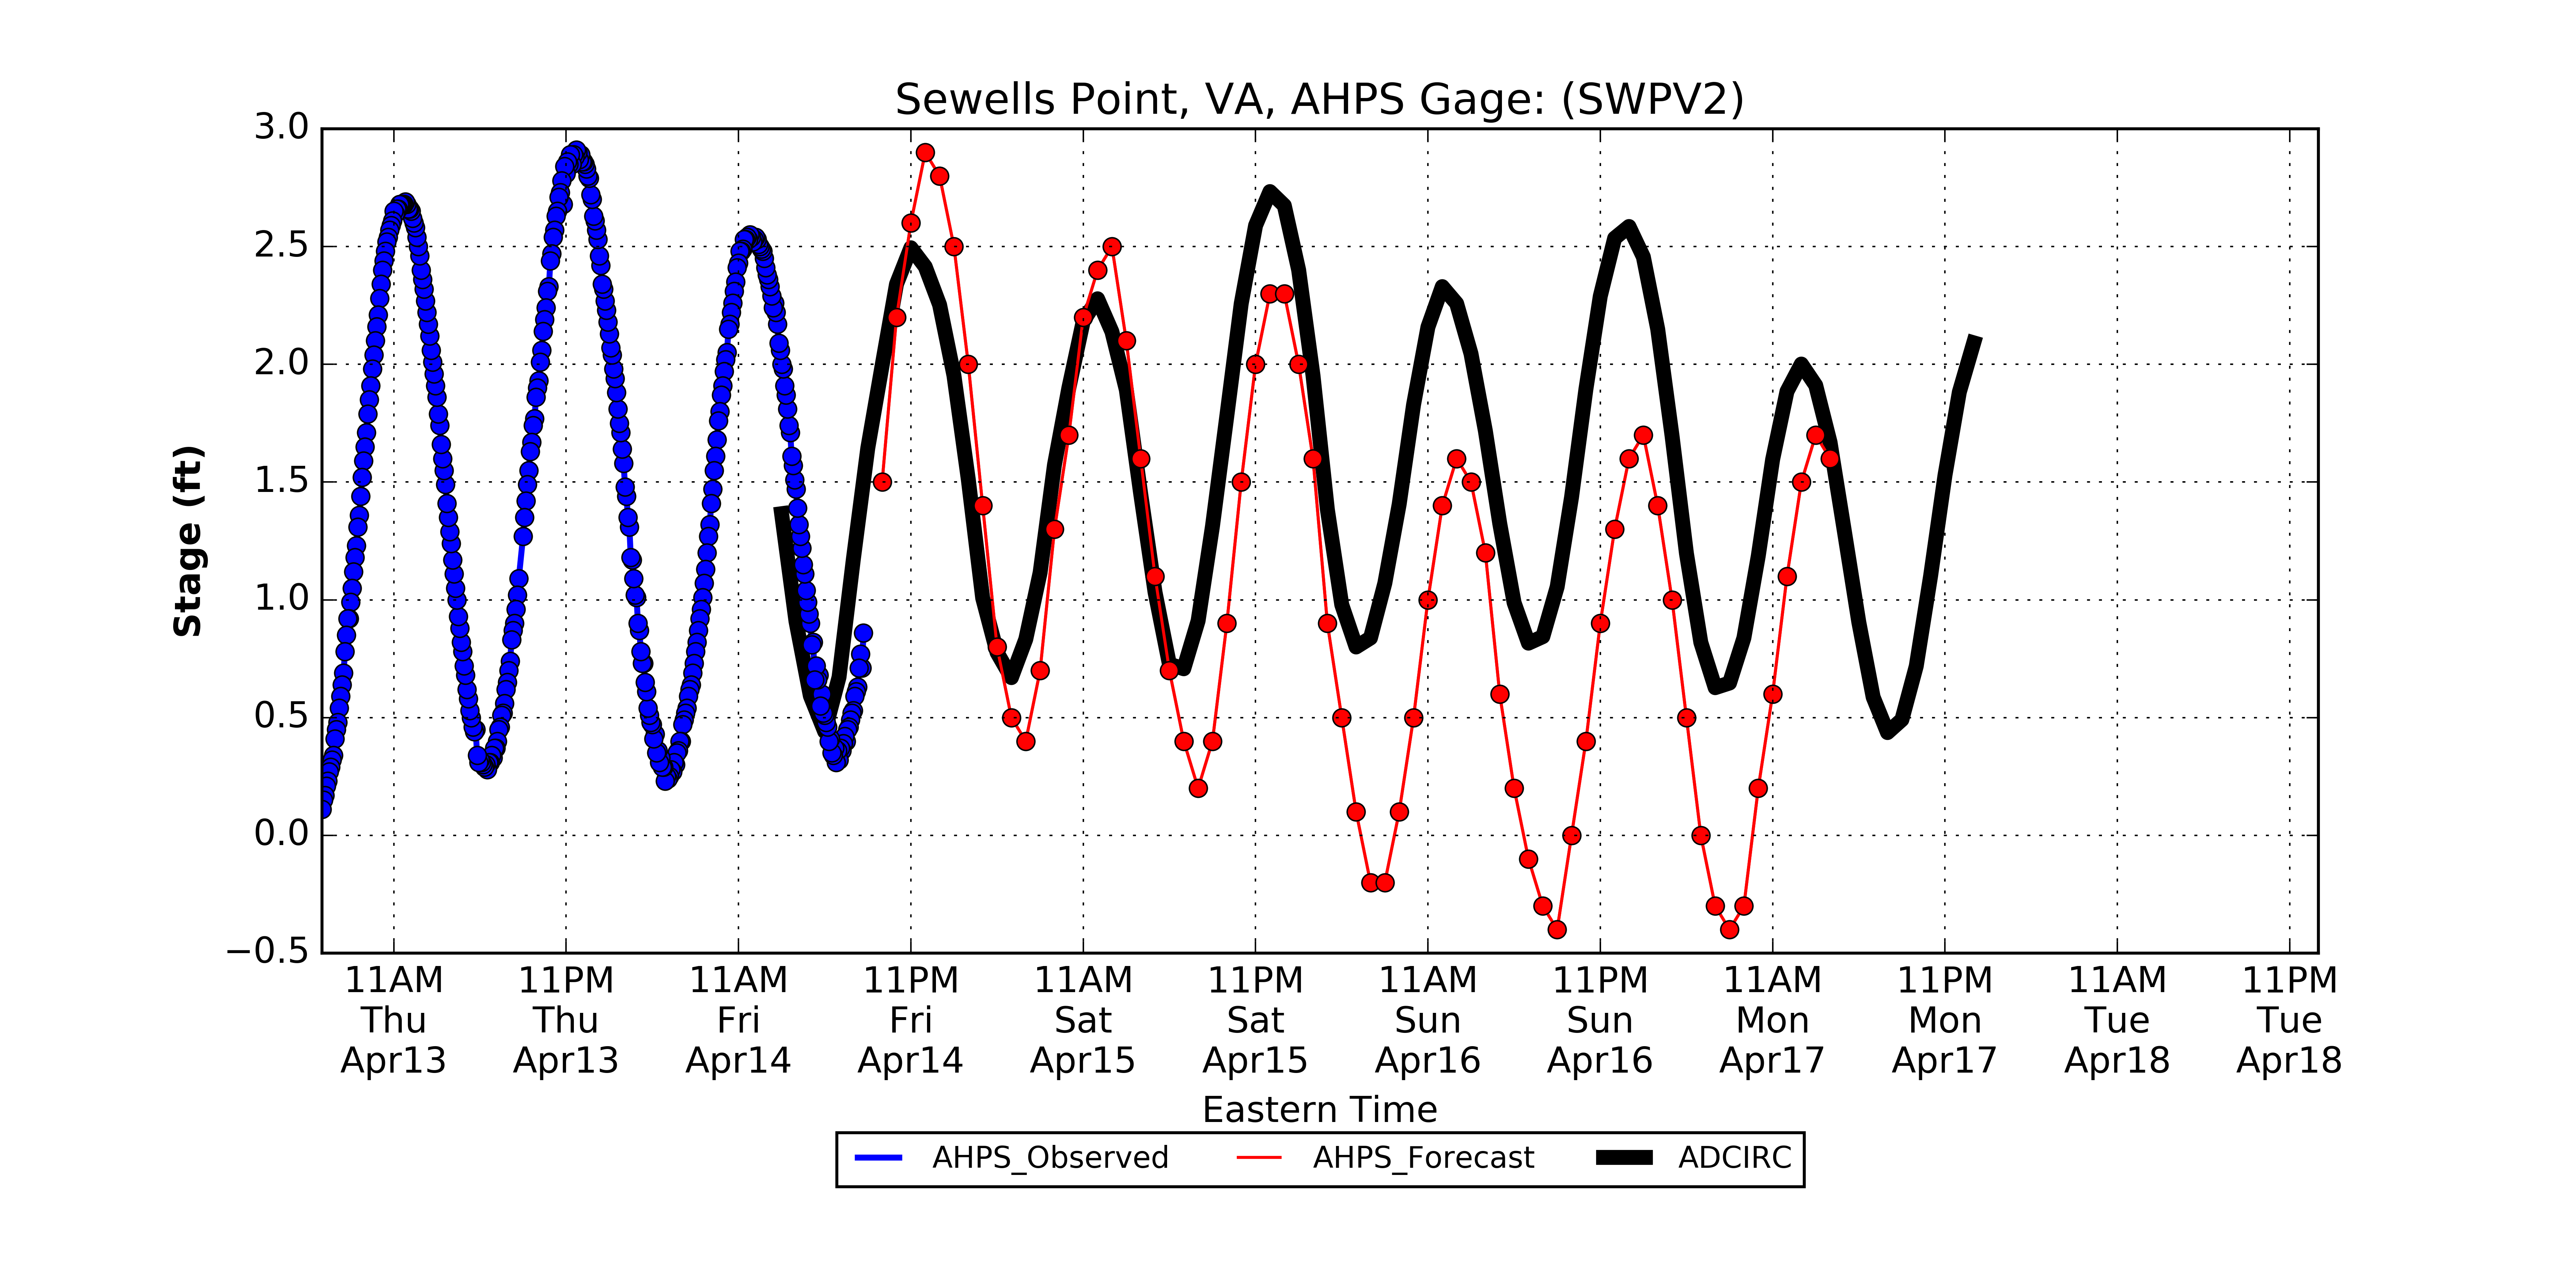 Sewells Point, VA, AHPS Gage: (SWPV2)
Stage (ft)
3.0
2.5
2.0
1.5
1.0
0.5
0.0
−0.5
11AM 11PM 11AM 11PM 11AM 11PM 11AM 11PM 11AM 11PM 11AM 11PM
Thu Thu Fri Fri Sat Sat Sun Sun Mon Mon Tue Tue
Apr13 Apr13 Apr14 Apr14 Apr15 Apr15 Apr16 Apr16 Apr17 Apr17 Apr18 Apr18
Eastern Time
AHPS_Observed AHPS_Forecast ADCIRC